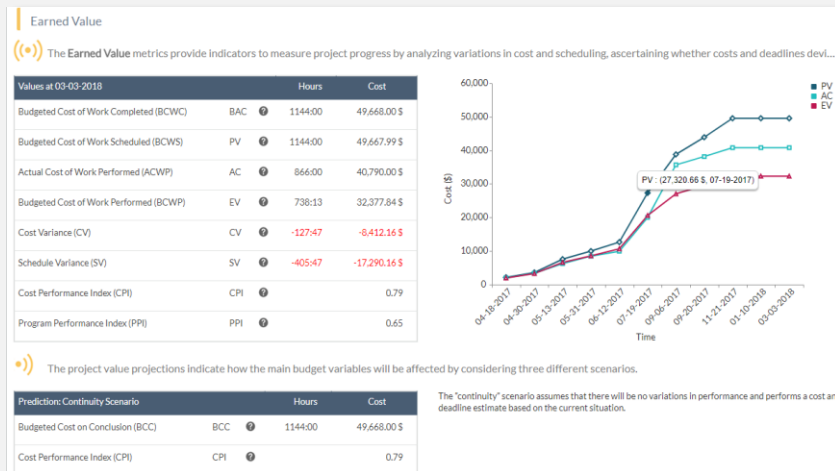 Earned Value
The Earned Value metrics provide indicators to measure project progress by analyzing variations in cost and scheduling, ascertaining whether costs and deadlines devi...
Values at 03-03-2018 Hours Cost
Budgeted Cost of Work Completed (BCWC) BAC ? 1144:00 49,668.00 $
Budgeted Cost of Work Scheduled (BCWS) PV ? 1144:00 49,667.99 $
Actual Cost of Work Performed (ACWP) AC ? 866:00 40,790.00 $
Budgeted Cost of Work Performed (BCWP) EV ? 738:13 32,377.84 $
Cost Variance (CV) CV ? -127:47 -8,412.16 $
Schedule Variance (SV) SV ? -405:47 -17,290.16 $
Cost Performance Index (CPI) CPI ? 0.79
Program Performance Index (PPI) PPI ? 0.65
60,000
50,000
40,000
30,000
20,000
10,000
0
Cost ($)
PV : (27,320.66 $, 07-19-2017)
PV
AC
EV
04-18-2017
04-30-2017
05-13-2017
05-31-2017
06-12-2017
07-19-2017
09-06-2017
09-20-2017
11-21-2017
01-10-2018
03-03-2018
Time
The project value projections indicate how the main budget variables will be affected by considering three different scenarios.
Prediction: Continuity Scenario Hours Cost
Budgeted Cost on Conclusion (BCC) BCC ? 1144:00 49,668.00 $
Cost Performance Index (CPI) CPI ? 0.79
The "continuity" scenario assumes that there will be no variations in performance and performs a cost an
deadline estimate based on the current situation.